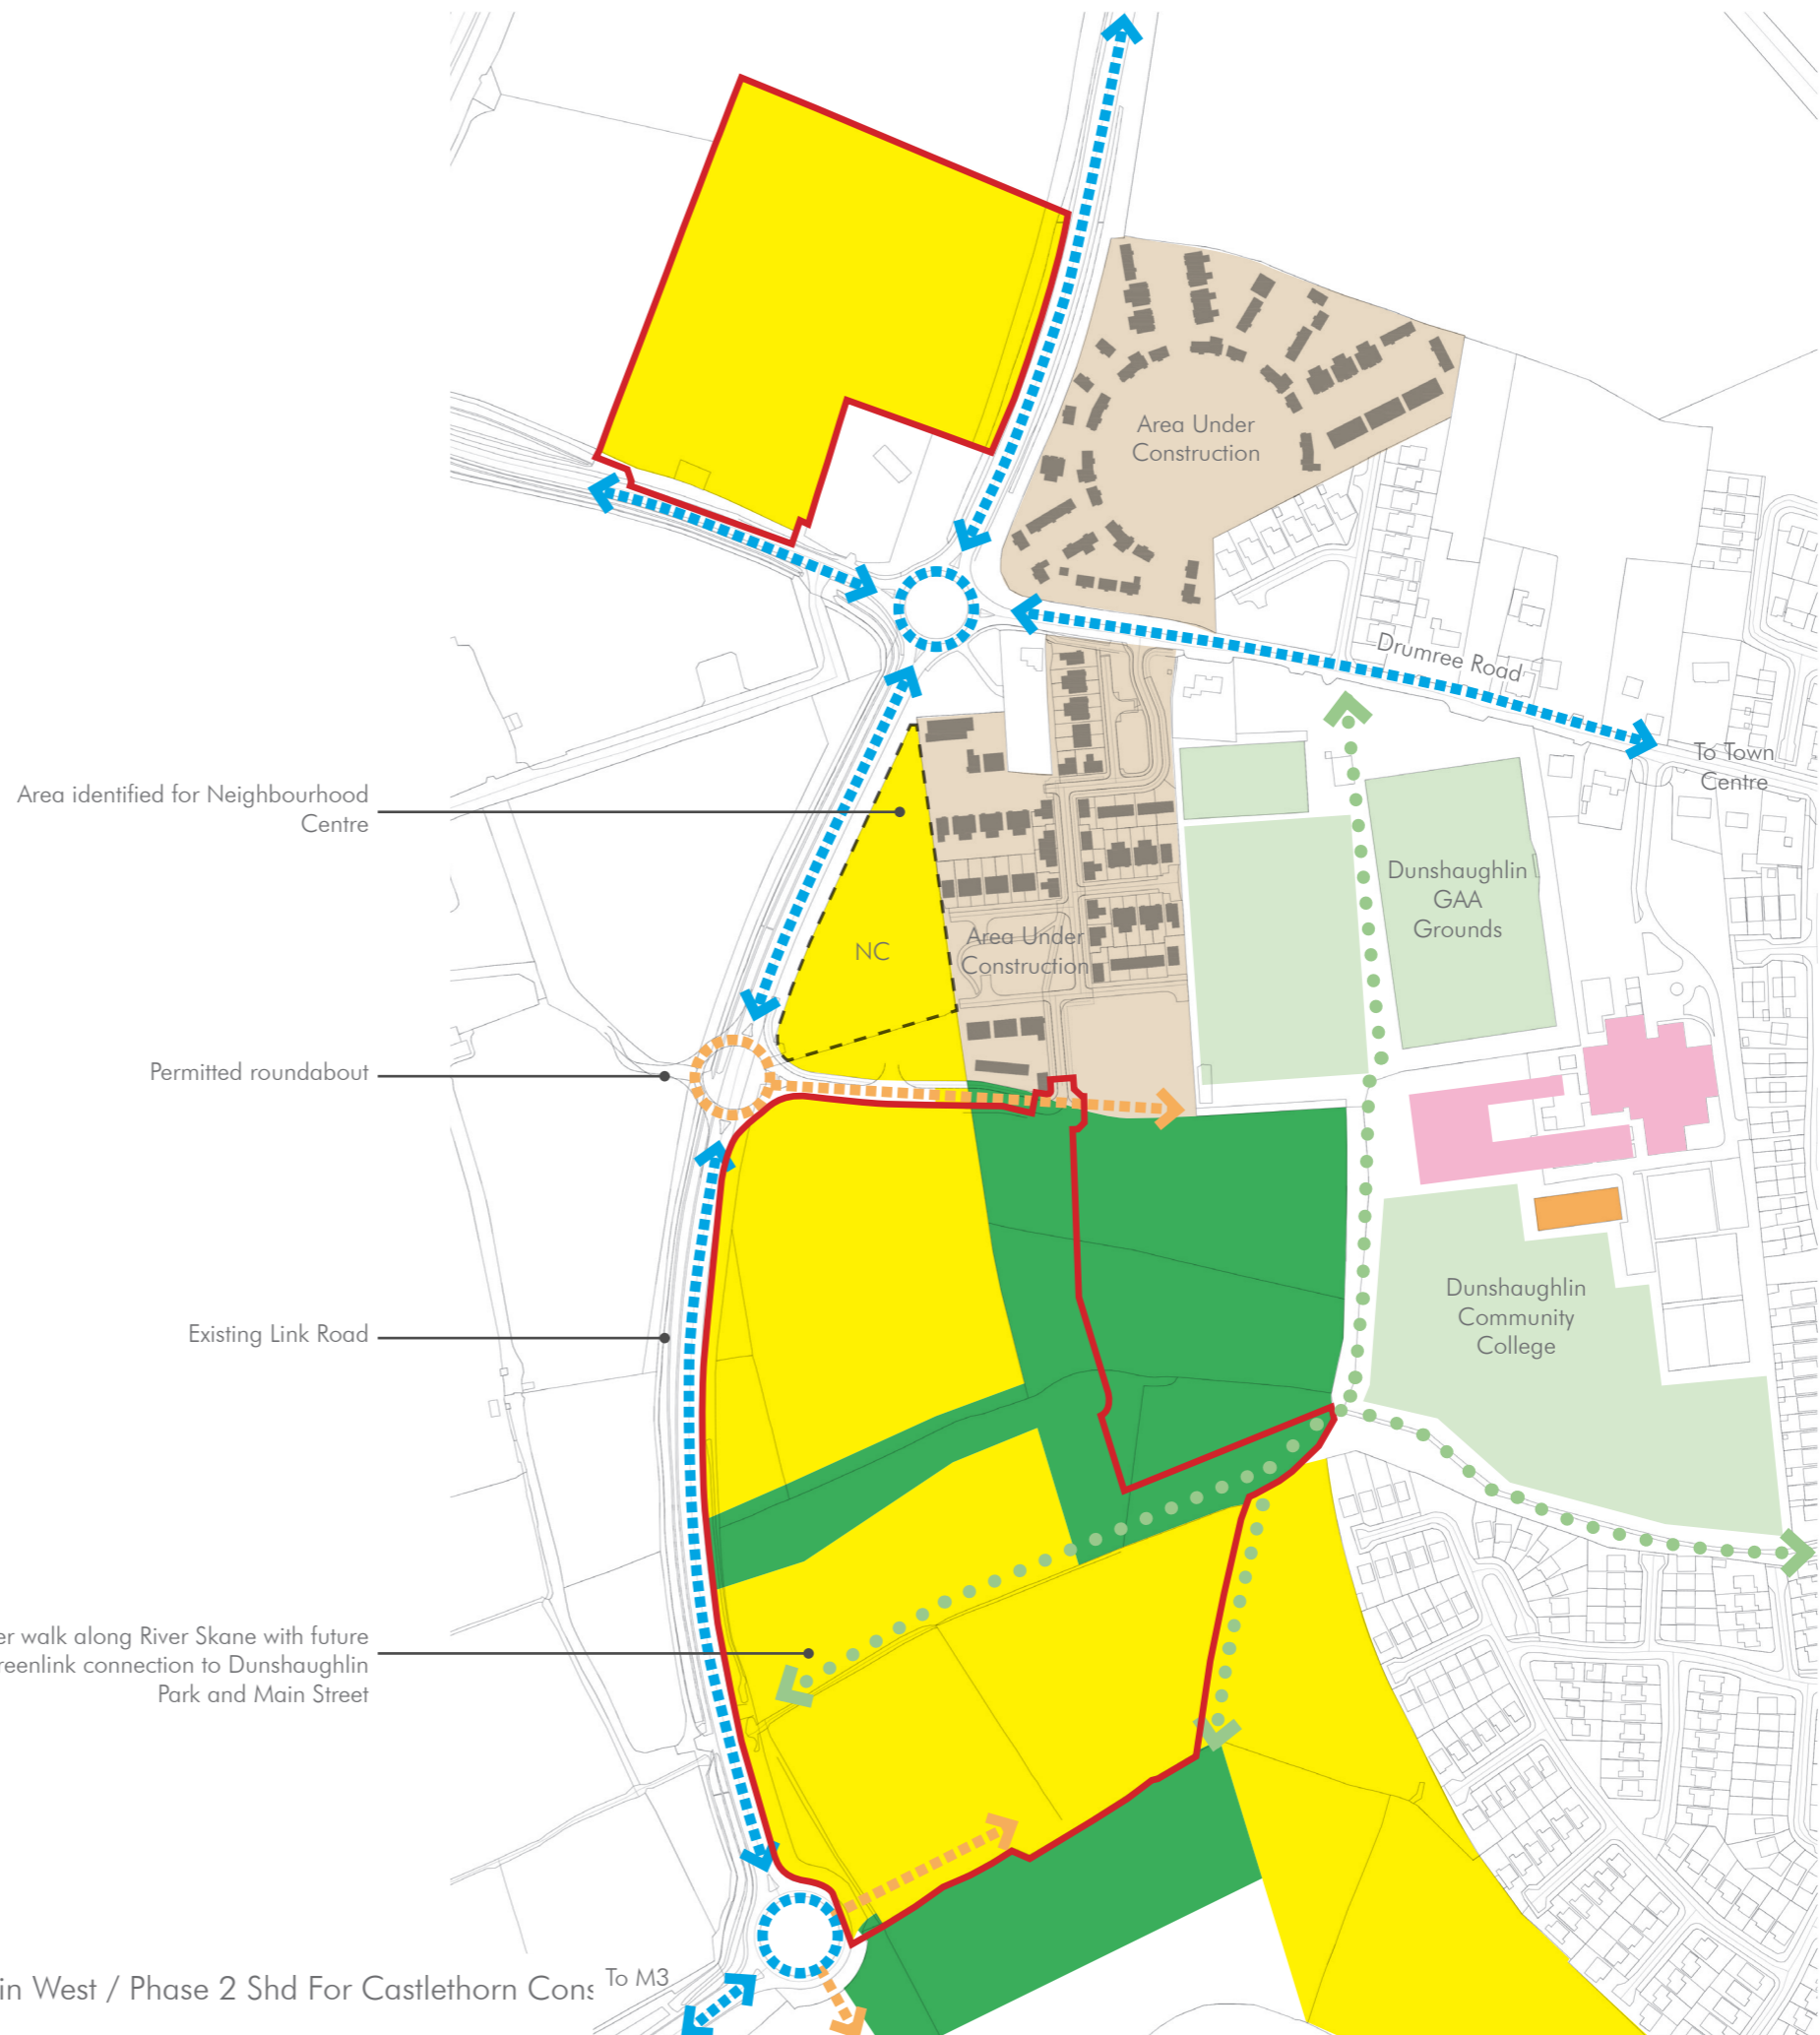 Area Under
Construction
Drumree Road
To Town
Centre
Area identified for Neighbourhood
Centre
Dunshaughlin
GAA
Grounds
NC
Area Under
Construction
Permitted roundabout
Dunshaughlin
Community
College
Existing Link Road
er walk along River Skane with future
reenlink connection to Dunshaughlin
Park and Main Street
in West / Phase 2 Shd For Castlethorn Cons
To M3